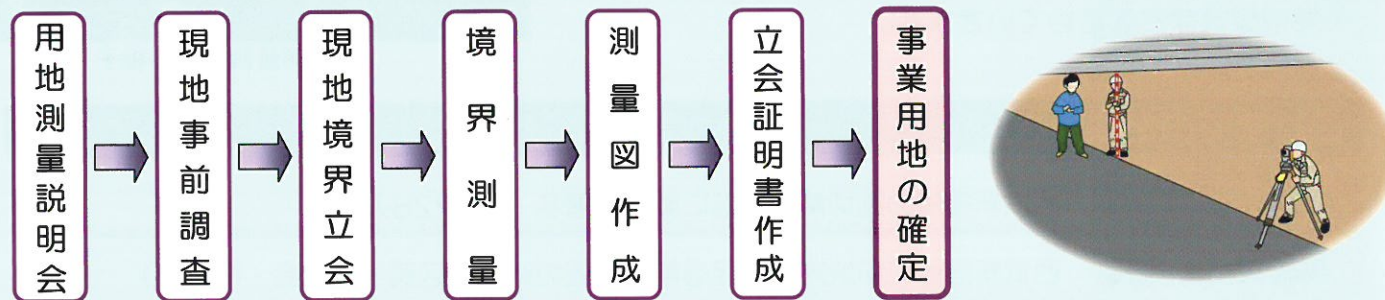 用地測量説明会
現地事前調査
現地境界立会
境界測量
測量図作成
立会証明書作成
事業用地の確定